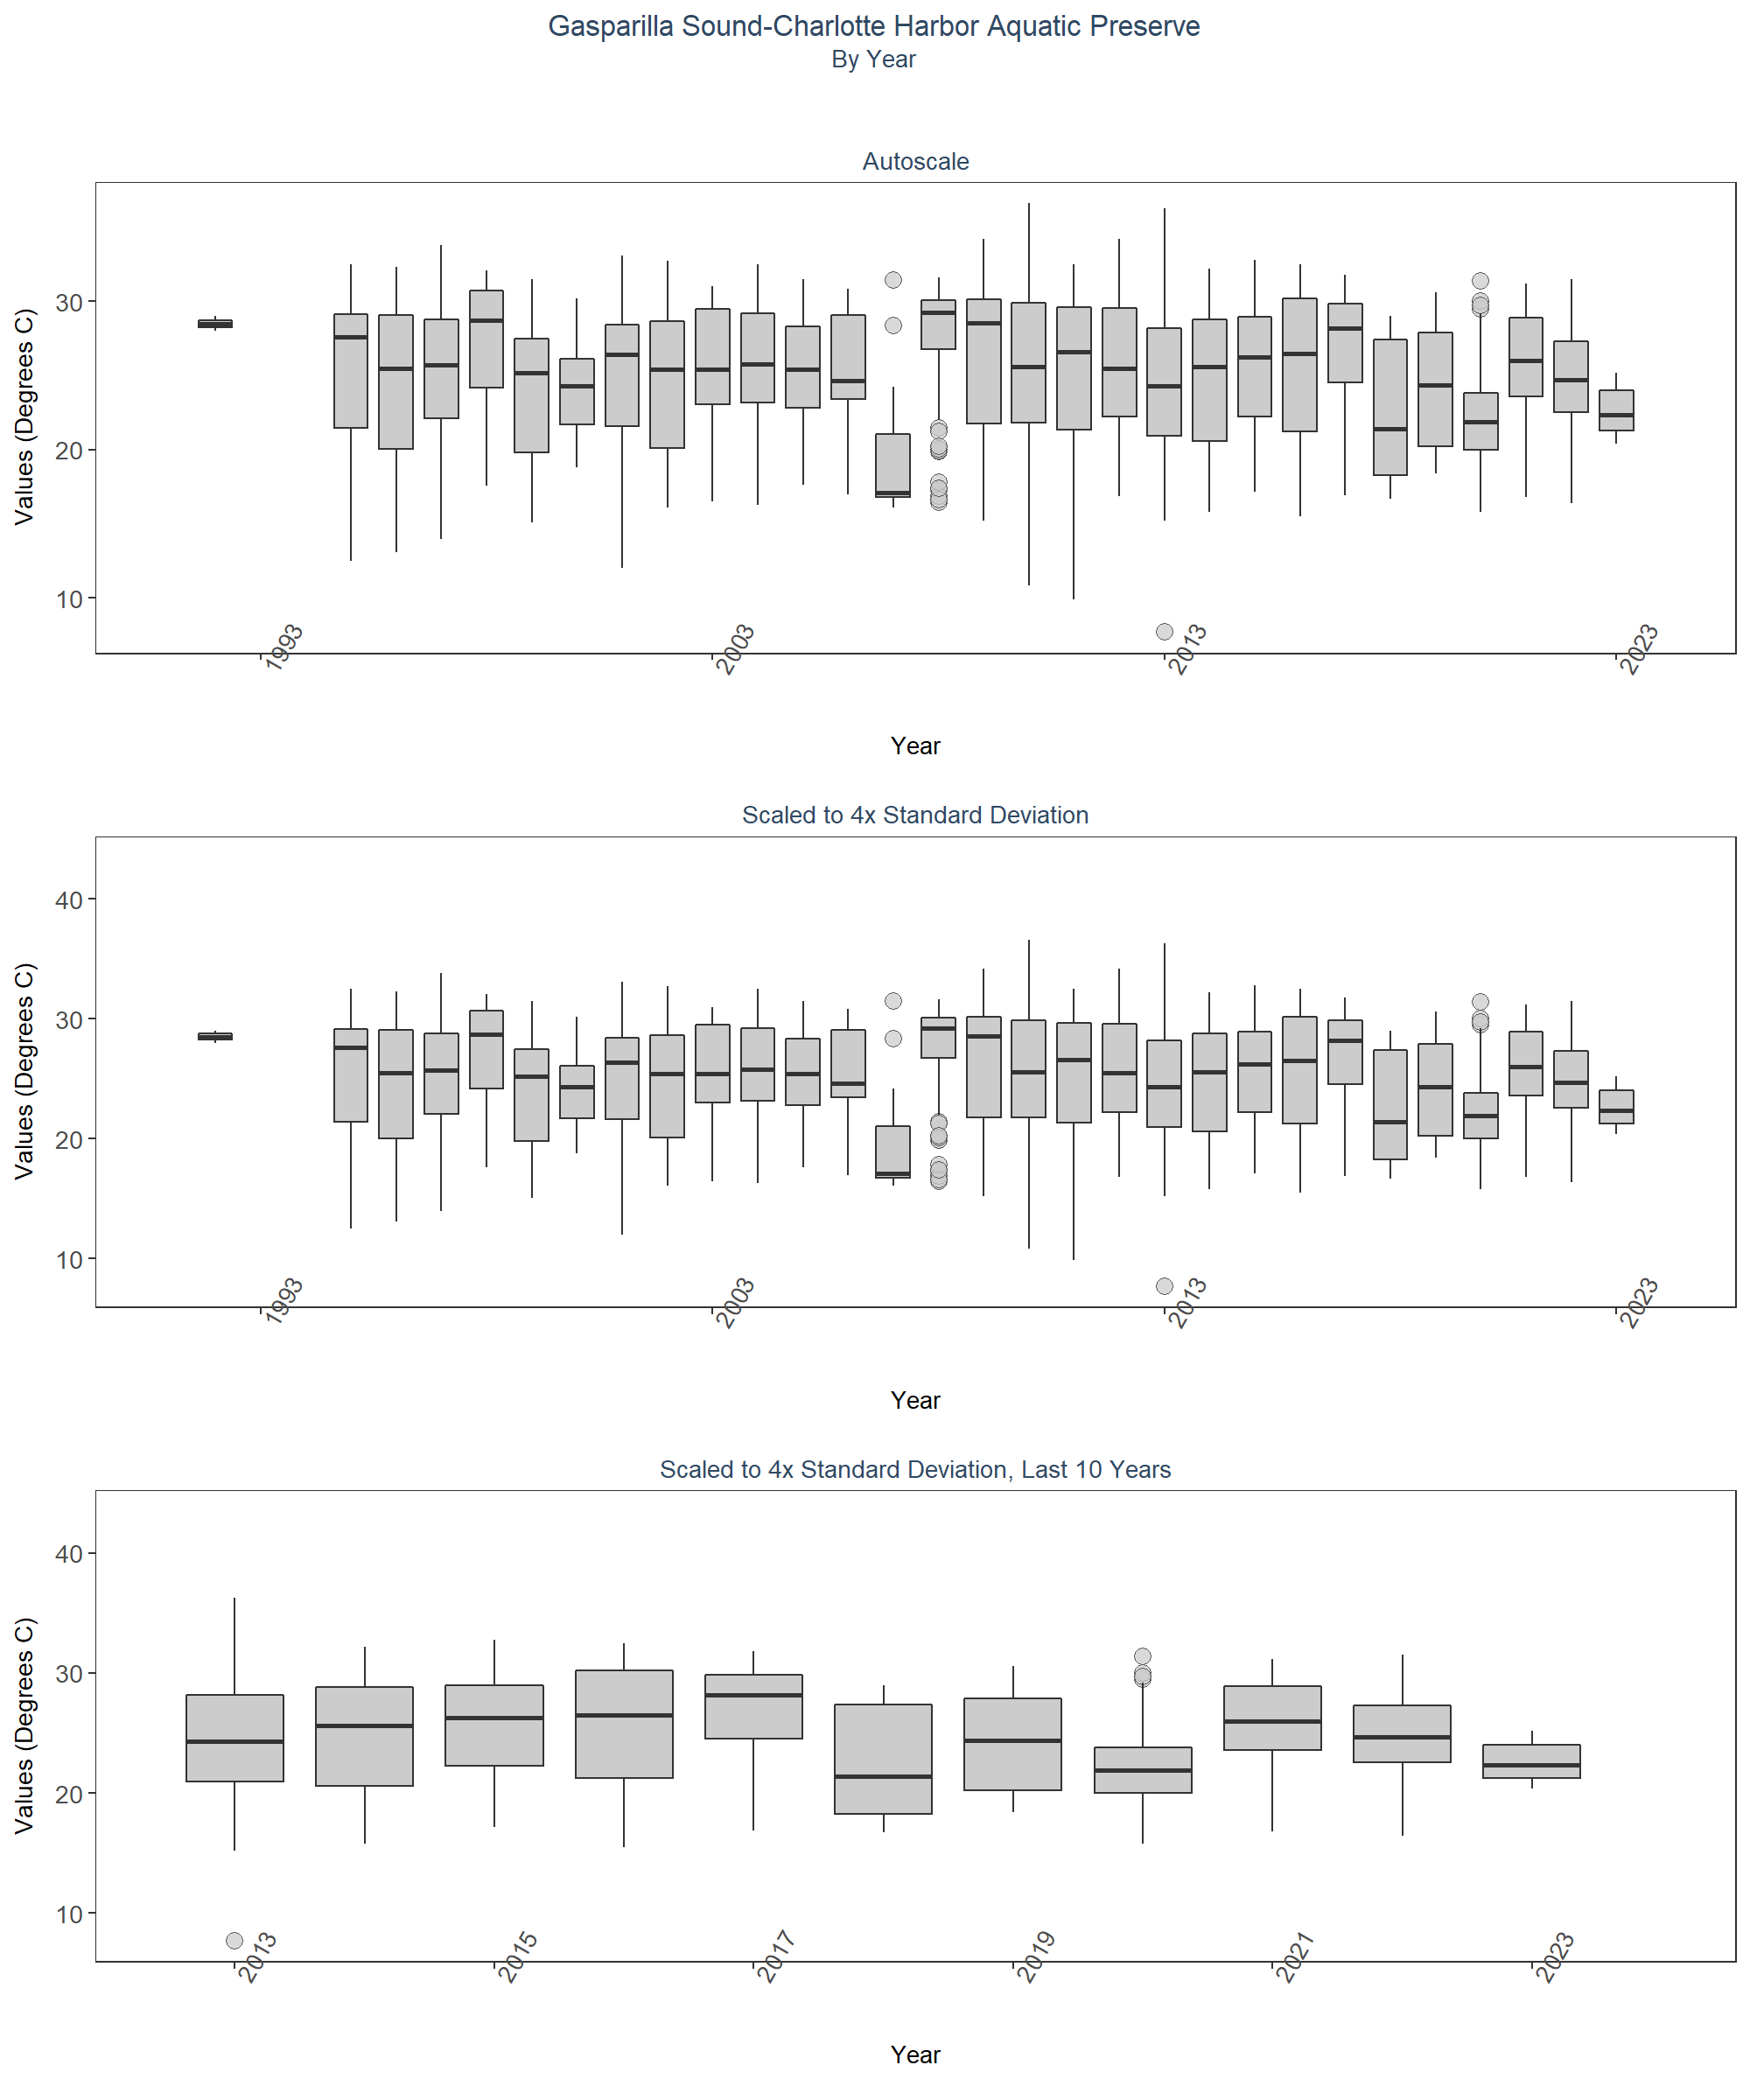 Gasparilla Sound-Charlotte Harbor Aquatic Preserve
By Year
Autoscale
Values (Degrees C)
30
20
10
1993
2003
2013
2023
Year
Scaled to 4x Standard Deviation
Values (Degrees C)
40
30
20
10
1993
2003
2013
2023
Year
Scaled to 4x Standard Deviation, Last 10 Years
Values (Degrees C)
40
30
20
10
2013
2015
2017
2019
2021
2023
Year